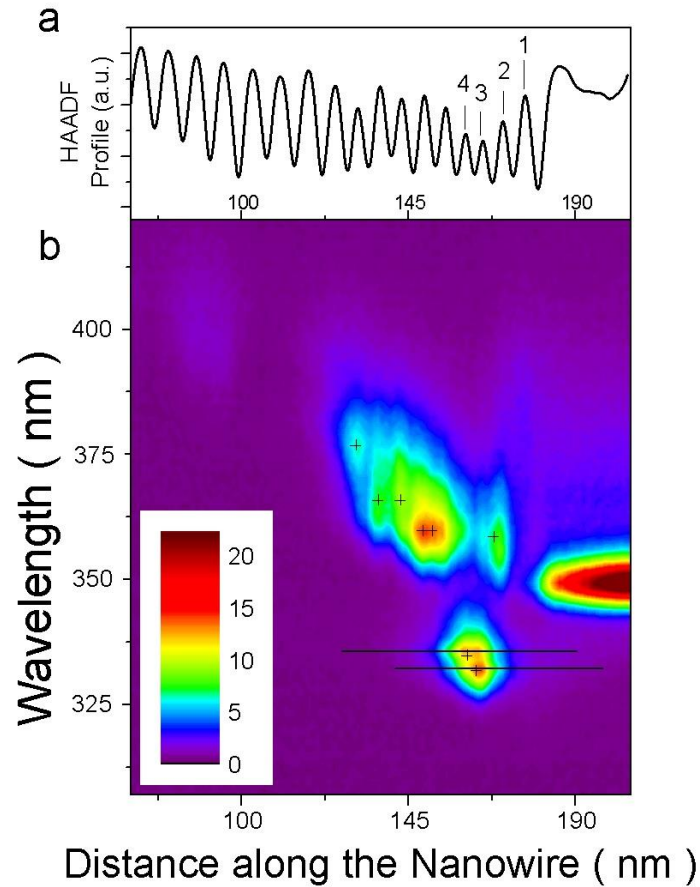 a
HAADF
Profile (a.u.)
1
2
3
4
100 145 190
b
Wavelength ( nm )
400
375
350
325
20
15
10
5
0
100 145 190
Distance along the Nanowire ( nm )